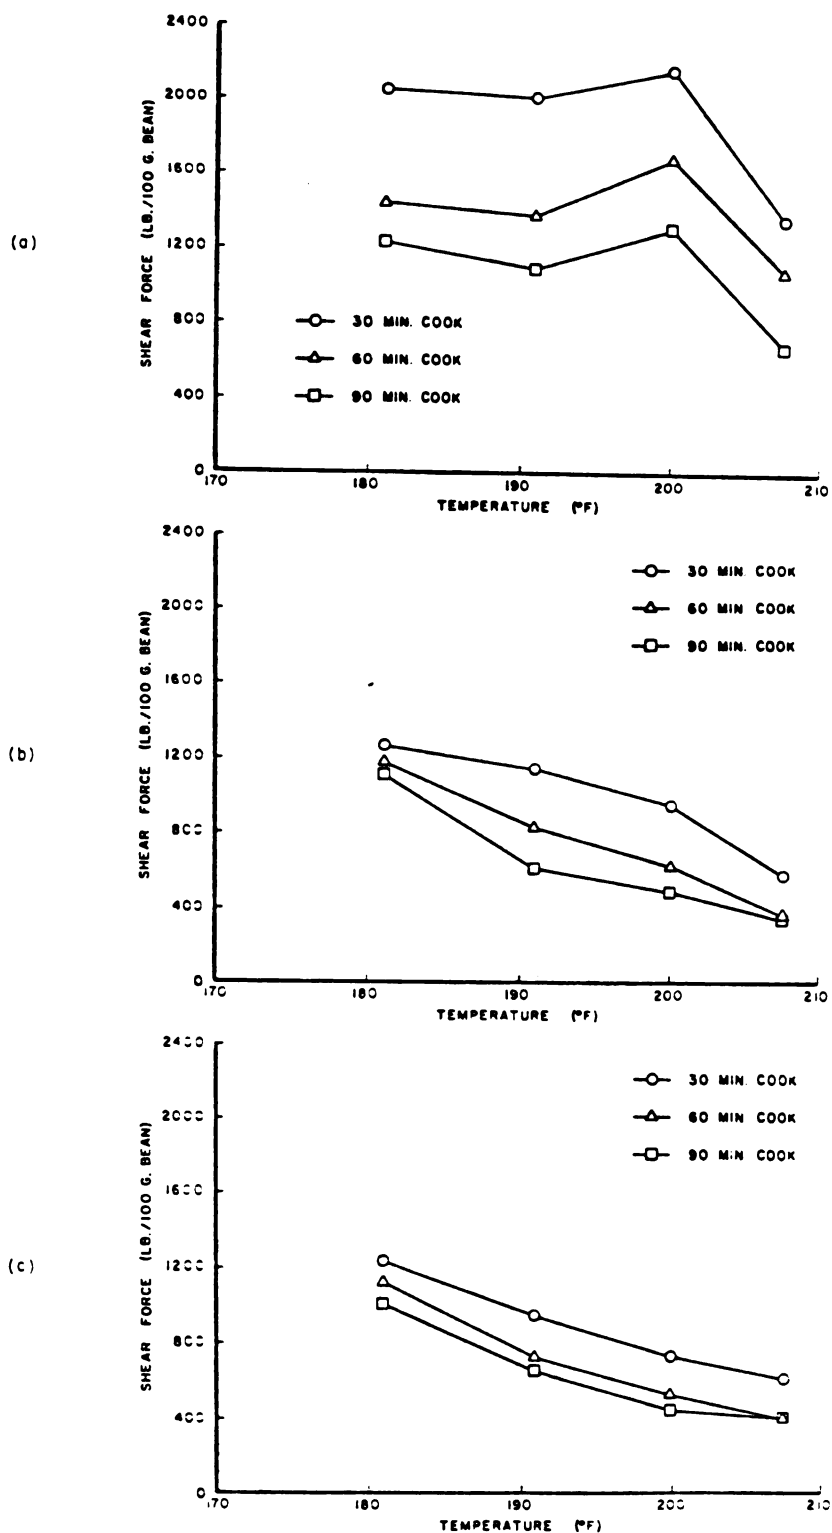 (a)
SHEAR FORCE (LB./100 G. BEAN)
2400
2000
1600
1200
800
400
0
30 MIN. COOK
60 MIN. COOK
90 MIN. COOK
170 180 190 200 210
TEMPERATURE (°F)
(b)
SHEAR FORCE (LB./100 G. BEAN)
2400
2000
1600
1200
800
400
0
30 MIN. COOK
60 MIN. COOK
90 MIN. COOK
170 180 190 200 210
TEMPERATURE (°F)
(c)
SHEAR FORCE (LB./100 G. BEAN)
2400
2000
1600
1200
800
400
0
30 MIN. COOK
60 MIN. COOK
90 MIN COOK
170 180 190 200 210
TEMPERATURE (°F)